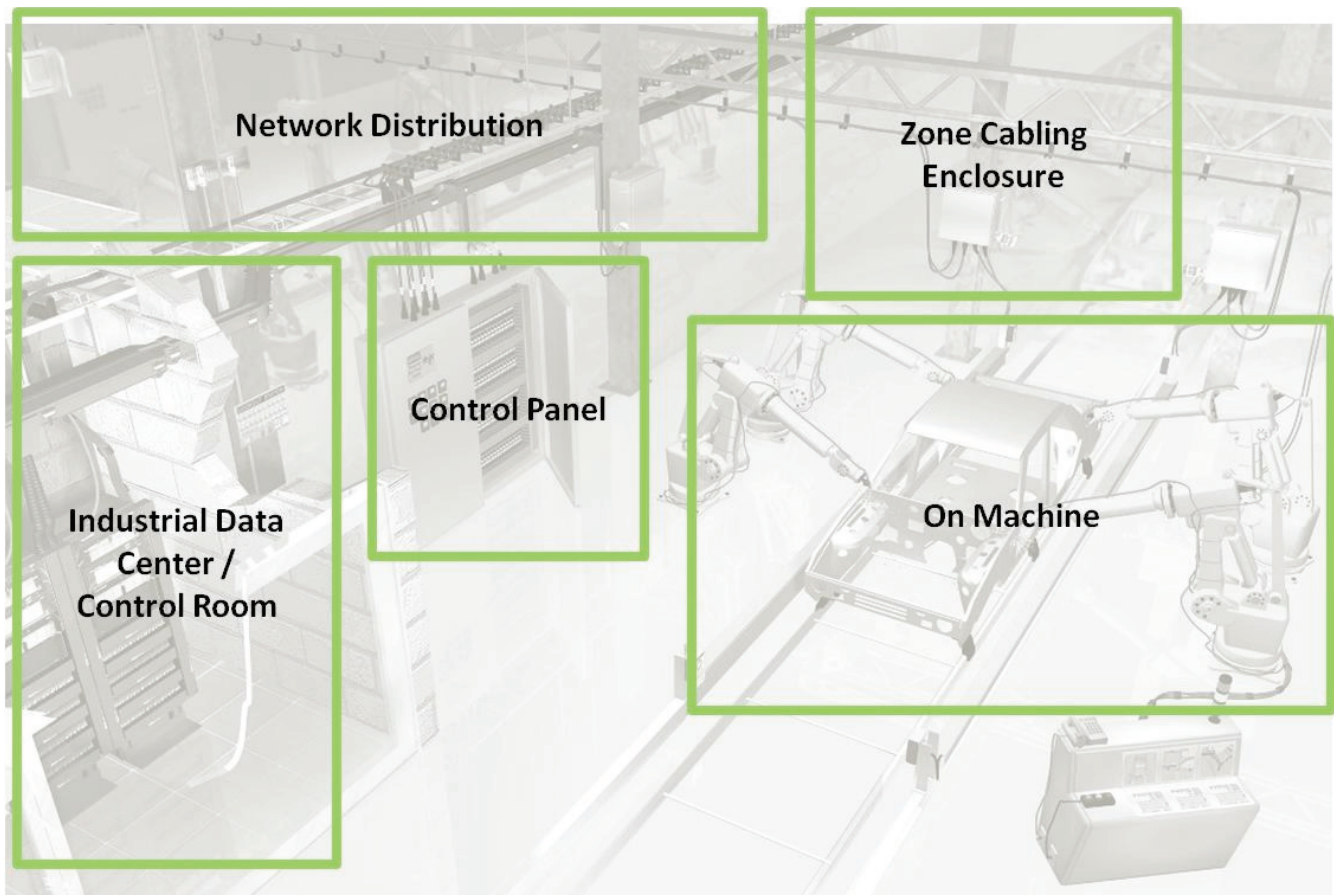 Network Distribution
Zone Cabling
Enclosure
Control Panel
Industrial Data
Center /
Control Room
On Machine